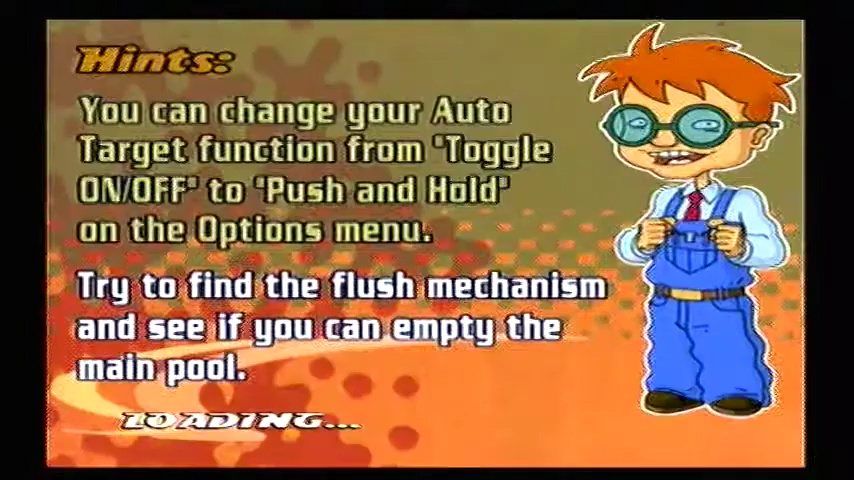 Hints:
You can change your Auto
Target function from 'Toggle
ON/OFF' to 'Push and Hold'
on the Options menu.
Try to find the flush mechanism
and see if you can empty the
main pool.
LOADING...